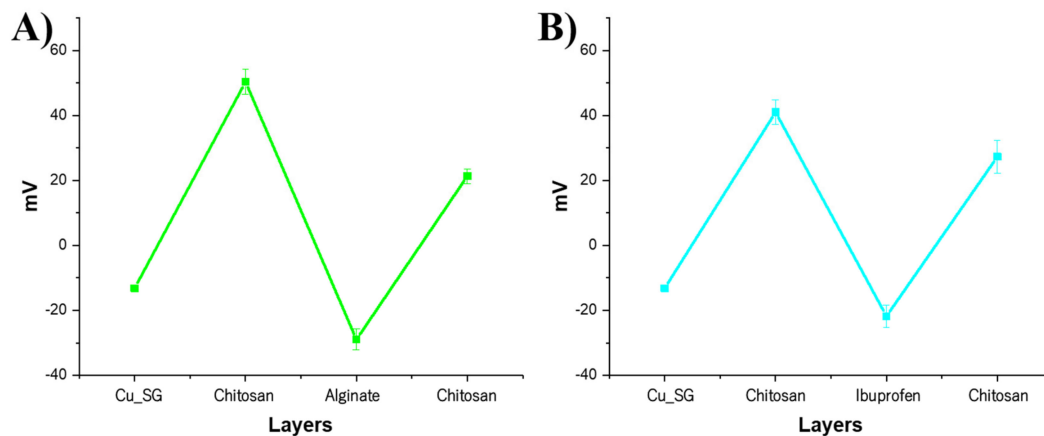 A)
60
40
20
0
-20
-40
mV
Cu_SG Chitosan Alginate Chitosan
Layers
B)
60
40
20
0
-20
-40
mV
Cu_SG Chitosan Ibuprofen Chitosan
Layers